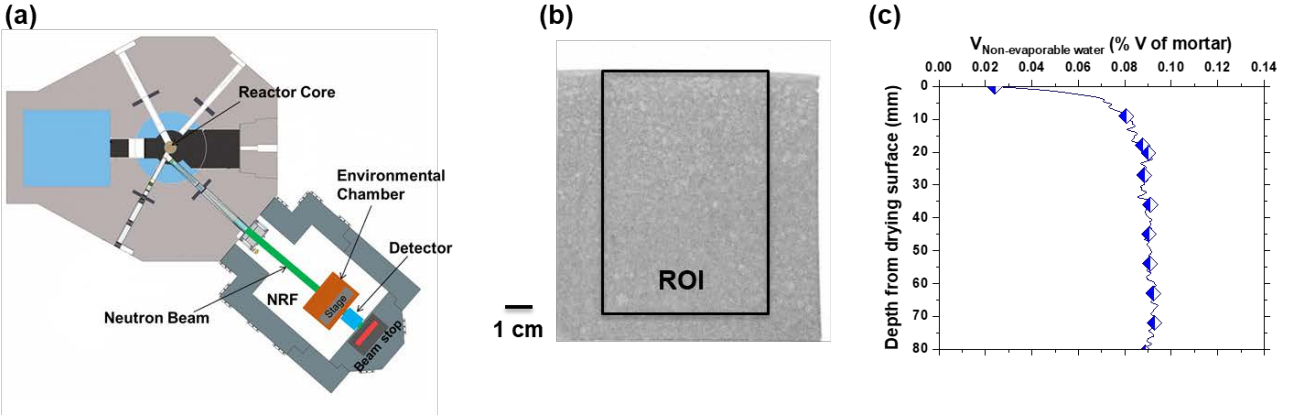 (a)
Reactor Core
Environmental
Chamber
Detector
NRF
Stage
Neutron Beam
Beam stop
(b)
ROI
1 cm
(c)
V Non-evaporable water (% V of mortar)
0.00 0.02 0.04 0.06 0.08 0.10 0.12 0.14
Depth from drying surface (mm)
0
10
20
30
40
50
60
70
80